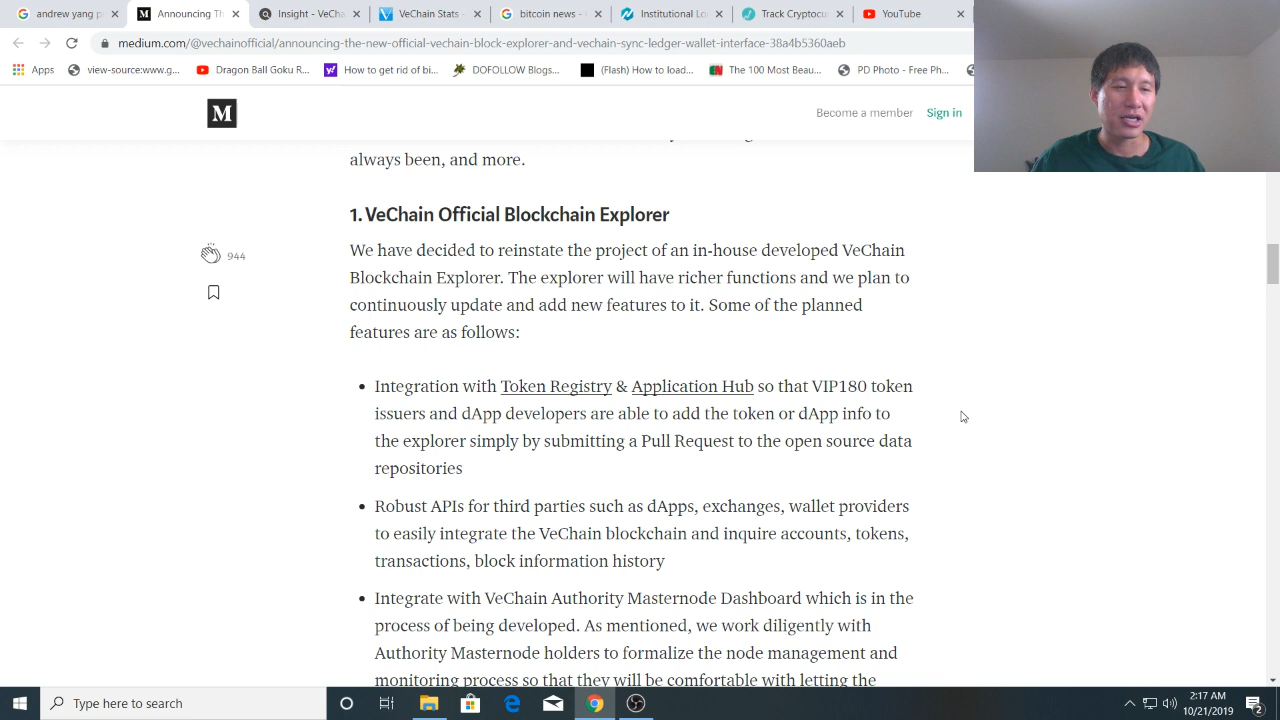 andrew yang p
Announcing Th
Insight - VeCha
VeChain Stats -
bitcoin news - G
Institutional Lo
Track Cryptocu
YouTube
medium.com/@vechainofficial/announcing-the-new-official-vechain-block-explorer-and-vechain-sync-ledger-wallet-interface-38a4b5360aeb
Apps
view-source:www.g...
Dragon Ball Goku R...
How to get rid of bi...
DOFOLLOW Blogs...
(Flash) How to load...
The 100 Most Beau...
PD Photo - Free Ph...
M
Become a member
Sign in
always been, and more.
1. VeChain Official Blockchain Explorer
We have decided to reinstate the project of an in-house developed VeChain
Blockchain Explorer. The explorer will have richer functions and we plan to
continuously update and add new features to it. Some of the planned
features are as follows:
944
Integration with Token Registry & Application Hub so that VIP180 token
issuers and dApp developers are able to add the token or dApp info to
the explorer simply by submitting a Pull Request to the open source data
repositories
Robust APIs for third parties such as dApps, exchanges, wallet providers
to easily integrate the VeChain blockchain and inquire accounts, tokens,
transactions, block information history
Integrate with VeChain Authority Masternode Dashboard which is in the
process of being developed. As mentioned, we work diligently with
Authority Masternode holders to formalize the node management and
monitoring process so that they will be comfortable with letting the
Type here to search
2:17 AM
10/21/2019
2